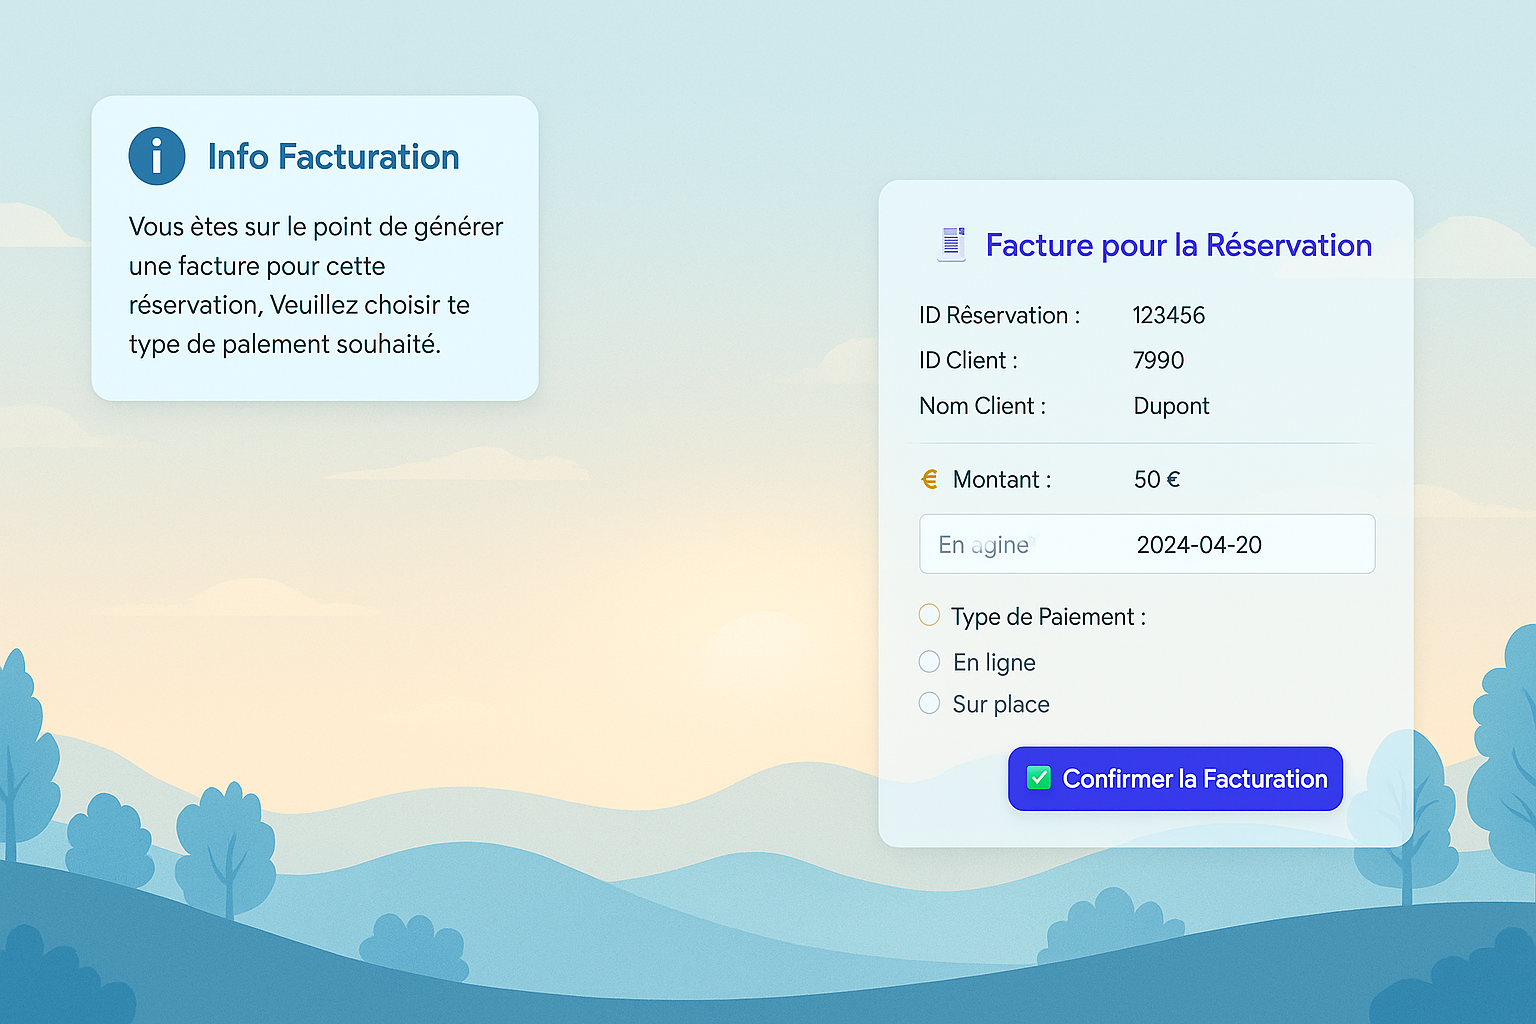 Info Facturation
Vous ètes sur le point de générer
une facture pour cette
réservation, Veuillez choisir te
type de palement souhaité.
Facture pour la Réservation
ID Rêservation : 123456
ID Client : 7990
Nom Client : Dupont
€ Montant : 50 €
En agine 2024-04-20
Type de Paiement :
En ligne
Sur place
Confirmer la Facturation